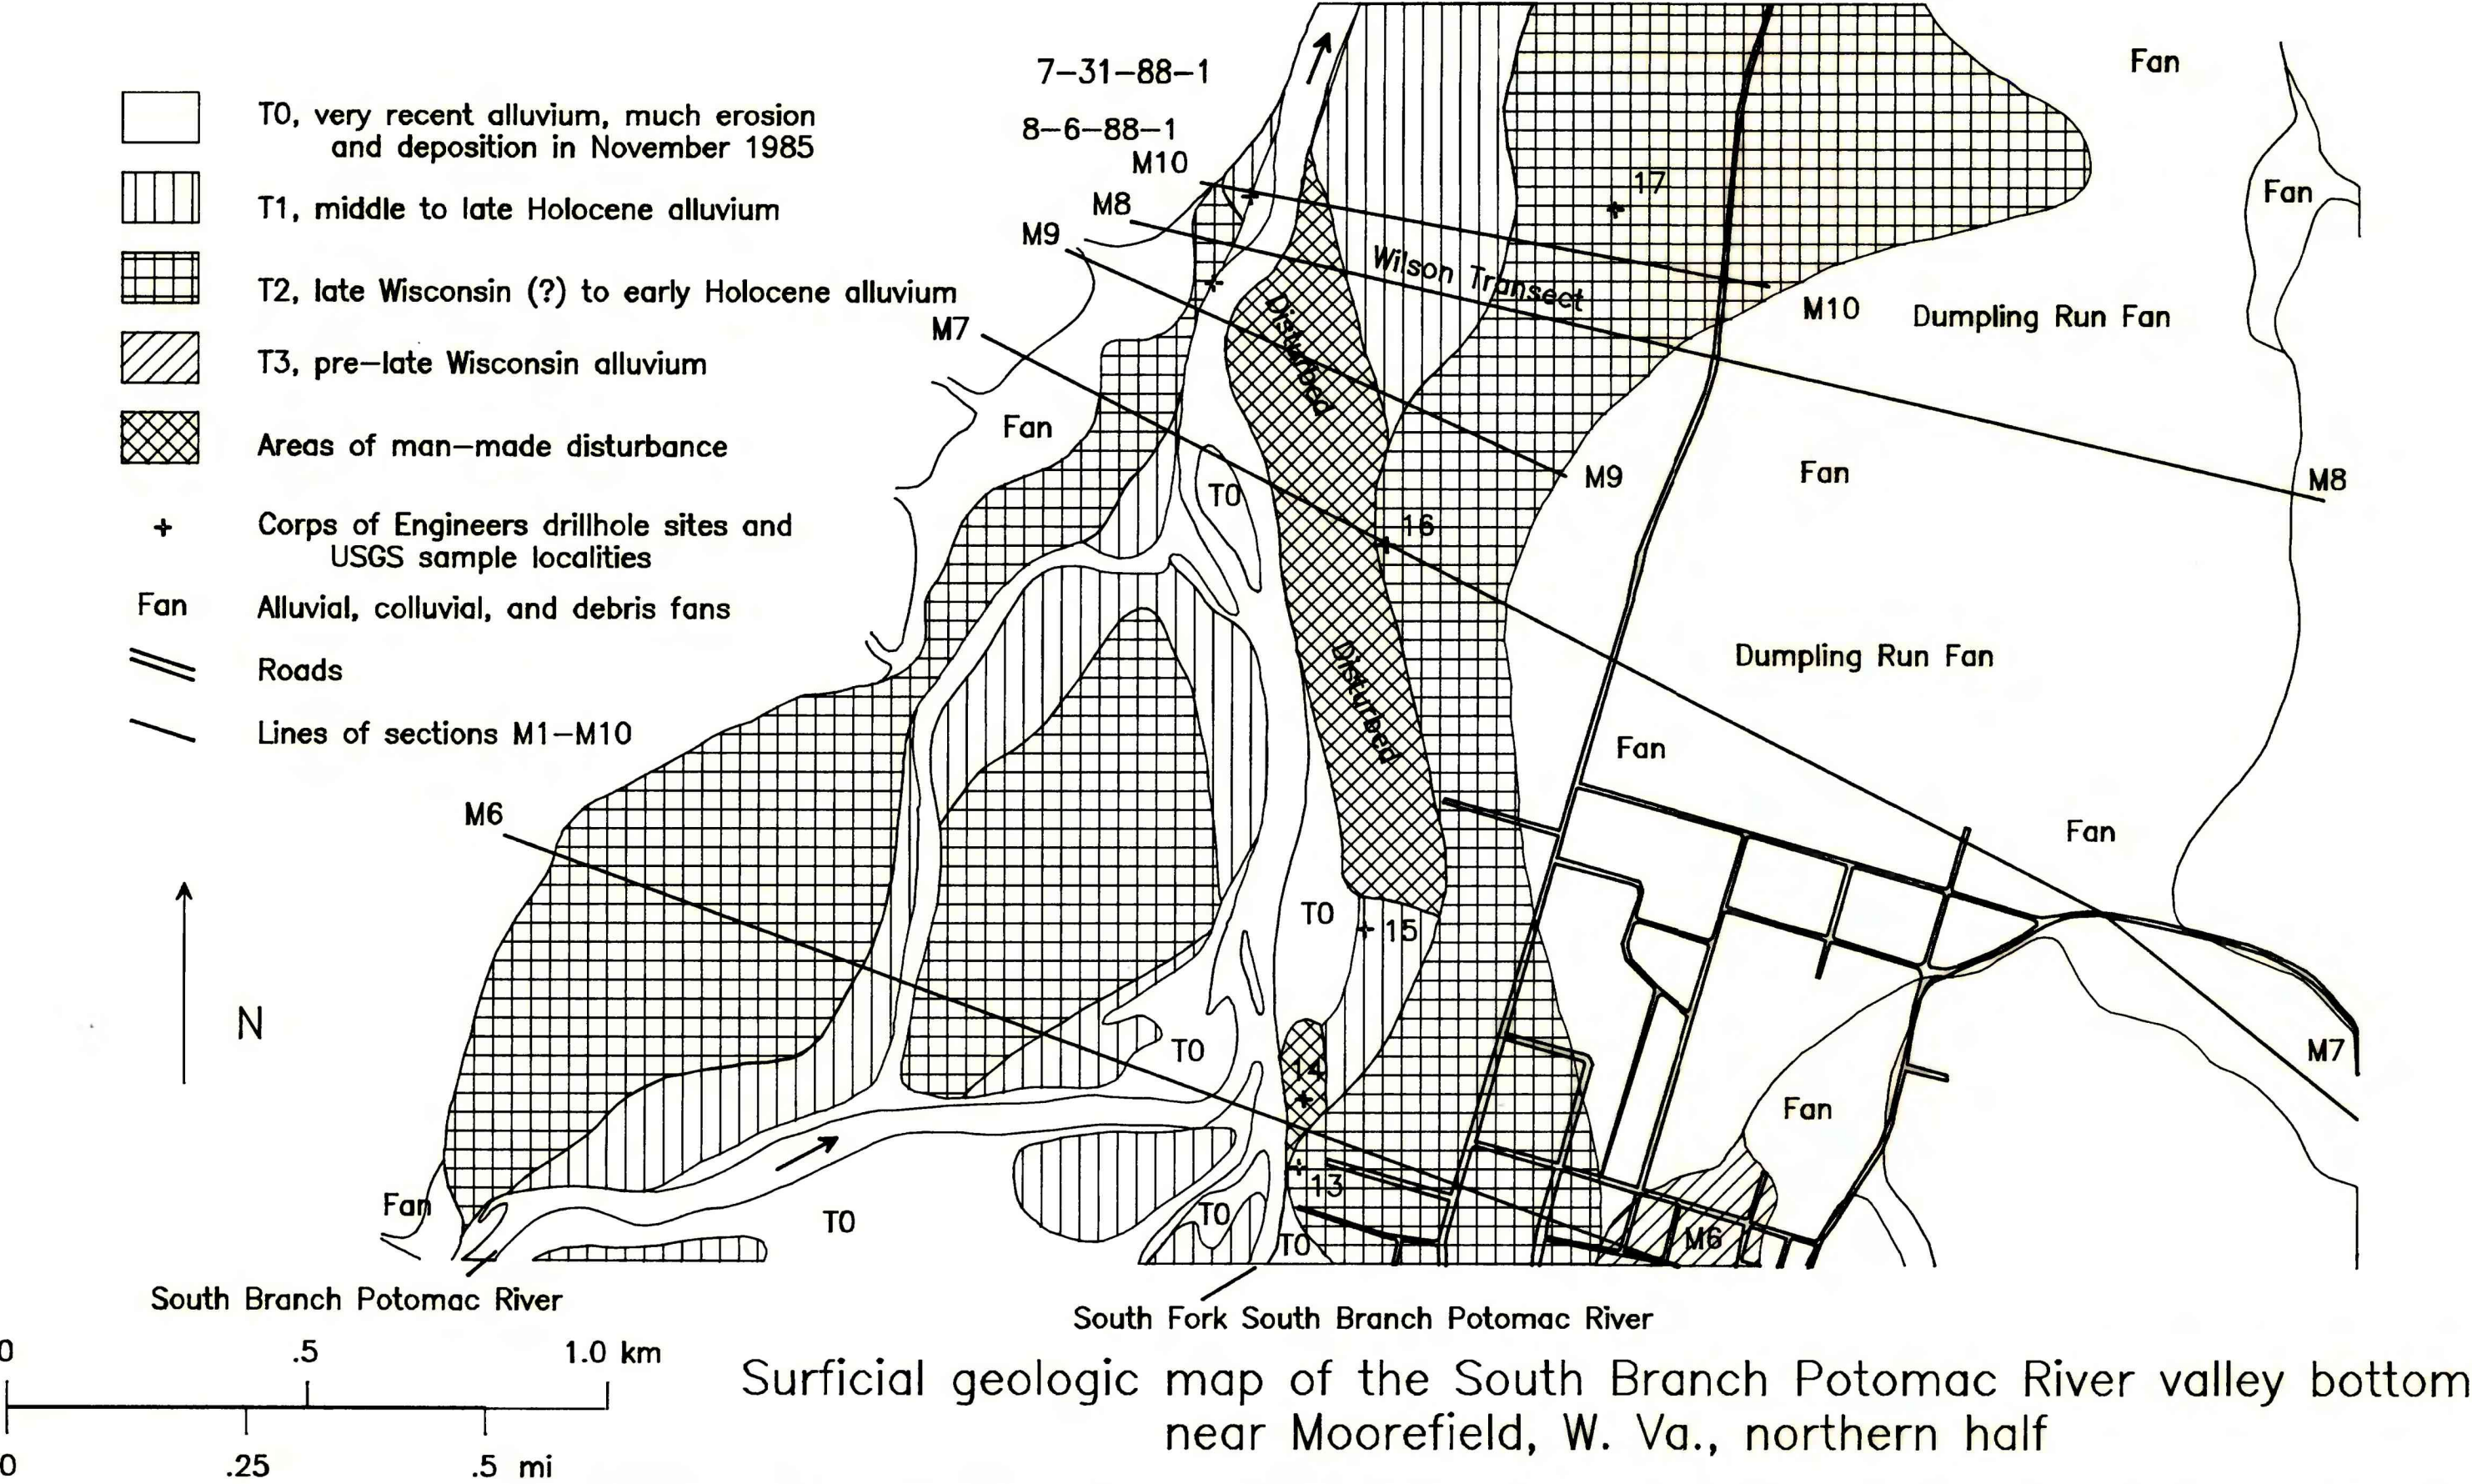 T0, very recent alluvium, much erosion
and deposition in November 1985
T1, middle to late Holocene alluvium
T2, late Wisconsin (?) to early Holocene alluvium
T3, pre-late Wisconsin alluvium
Areas of man-made disturbance
Corps of Engineers drillhole sites and
USGS sample localities
Fan
Alluvial, colluvial, and debris fans
Roads
Lines of sections M1-M10
N
7-31-88-1
8-6-88-1
M10
M8
M9
M7
M6
Fan
Fan
17
Wilson Transect
M10
Dumpling Run Fan
Disturbed
Fan
T0
M9
Fan
M8
16
Dumpling Run Fan
Disturbed
Fan
Fan
T0
15
T0
14
M7
Fan
Fan
T0
T0
13
T0
M6
South Branch Potomac River
South Fork South Branch Potomac River
0 .5 1.0 km
0 .25 .5 mi
Surficial geologic map of the South Branch Potomac River valley bottom
near Moorefield, W. Va., northern half